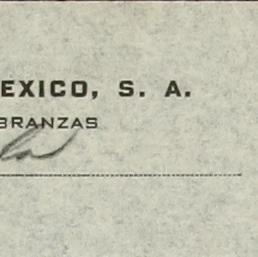 EXICO, S. A.
BRANZAS